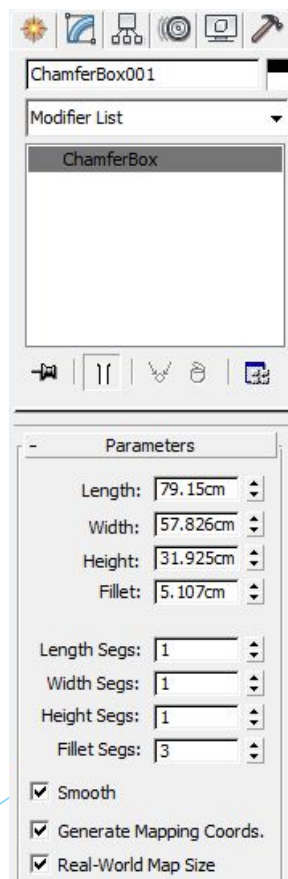 ChamferBox001
Modifier List
ChamferBox
- Parameters
Length: 79.15cm
Width: 57.826cm
Height: 31.925cm
Fillet: 5.107cm
Length Segs: 1
Width Segs: 1
Height Segs: 1
Fillet Segs: 3
Smooth
Generate Mapping Coords.
Real-World Map Size